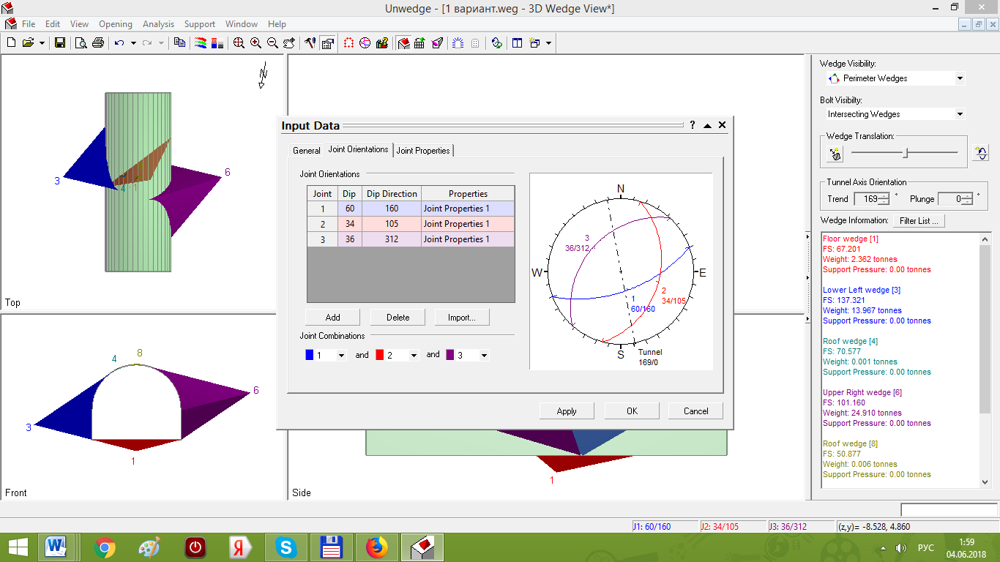 Unwedge - [1 вариант.weg - 3D Wedge View*]
File Edit View Opening Analysis Support Window Help
N
3
4 1
6
Top
4 8
3
6
1
Front
1
Side
Input Data
General Joint Orientations Joint Properties
Joint Orientations
Joint Dip Dip Direction Properties
1 60 160 Joint Properties 1
2 34 105 Joint Properties 1
3 36 312 Joint Properties 1
Add Delete Import...
Joint Combinations
1 and 2 and 3
N
3
36/312
W
E
2
34/105
1
60/160
S
Tunnel
169/0
Apply OK Cancel
Wedge Visibility:
Perimeter Wedges
Bolt Visibilty:
Intersecting Wedges
Wedge Translation:
Tunnel Axis Orientation
Trend 169 ° Plunge 0 °
Wedge Information: Filter List ...
Floor wedge [1]
FS: 67.201
Weight: 2.362 tonnes
Support Pressure: 0.00 tonnes
Lower Left wedge [3]
FS: 137.321
Weight: 13.967 tonnes
Support Pressure: 0.00 tonnes
Roof wedge [4]
FS: 70.577
Weight: 0.001 tonnes
Support Pressure: 0.00 tonnes
Upper Right wedge [6]
FS: 101.160
Weight: 24.910 tonnes
Support Pressure: 0.00 tonnes
Roof wedge [8]
FS: 50.877
Weight: 0.006 tonnes
Support Pressure: 0.00 tonnes
J1: 60/160 J2: 34/105 J3: 36/312 (z,y)= -8.528, 4.860
РУС
1:59
04.06.2018